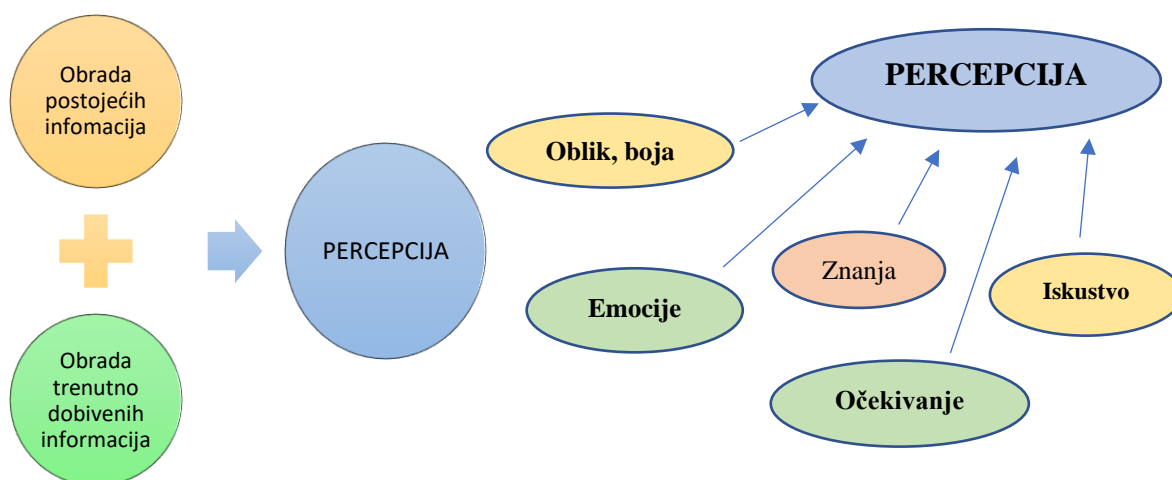 Obrada
postojećih
infomacija
Obrada
trenutno
dobivenih
informacija
PERCEPCIJA
PERCEPCIJA
Oblik, boja
Emocije
Znanja
Iskustvo
Očekivanje